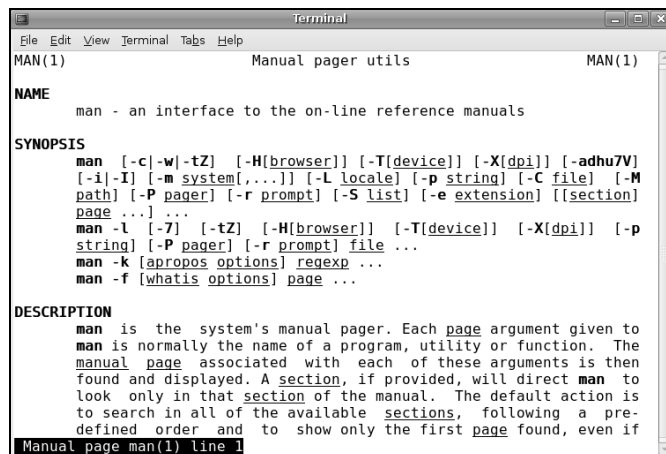 Terminal
File Edit View Terminal Tabs Help
MAN(1) Manual pager utils MAN(1)
NAME
man - an interface to the on-line reference manuals
SYNOPSIS
man [-c|-w|-tZ] [-H[browser]] [-T[device]] [-X[dpi]] [-adhu7V]
[-i|-I] [-m system[,...]] [-L locale] [-p string] [-C file] [-M
path] [-P pager] [-r prompt] [-S list] [-e extension] [[section]
page ...] ...
man -l [-7] [-tZ] [-H[browser]] [-T[device]] [-X[dpi]] [-p
string] [-P pager] [-r prompt] file ...
man -k [apropos options] regexp ...
man -f [whatis options] page ...
DESCRIPTION
man is the system's manual pager. Each page argument given to
man is normally the name of a program, utility or function. The
manual page associated with each of these arguments is then
found and displayed. A section, if provided, will direct man to
look only in that section of the manual. The default action is
to search in all of the available sections, following a pre-
defined order and to show only the first page found, even if
Manual page man(1) line 1